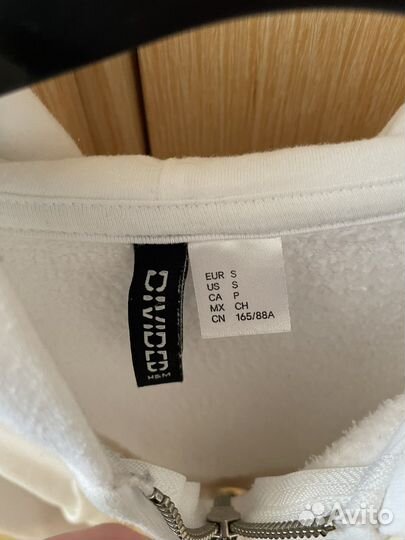 DIVIDED
H&M
EUR S
US S
CA P
MX CH
CN 165/88A
Avito